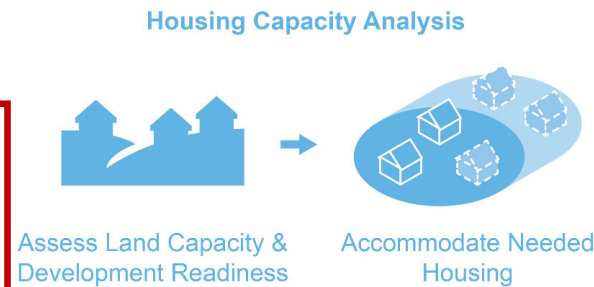 Housing Capacity Analysis
Assess Land Capacity &
Development Readiness
Accommodate Needed
Housing